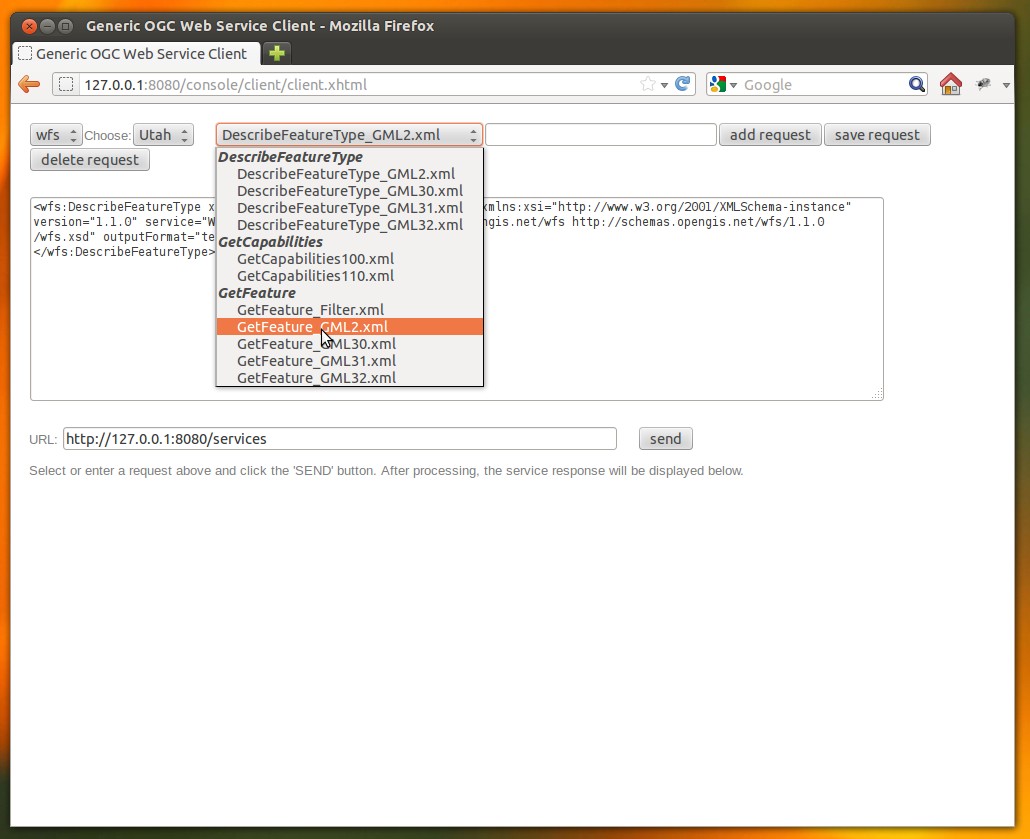 Generic OGC Web Service Client - Mozilla Firefox
Generic OGC Web Service Client
127.0.0.1:8080/console/client/client.xhtml
Google
wfs Choose: Utah DescribeFeatureType_GML2.xml add request save request
delete request
DescribeFeatureType
DescribeFeatureType_GML2.xml
DescribeFeatureType_GML30.xml
DescribeFeatureType_GML31.xml
DescribeFeatureType_GML32.xml
GetCapabilities
GetCapabilities100.xml
GetCapabilities110.xml
GetFeature
GetFeature_Filter.xml
GetFeature_GML2.xml
GetFeature_GML30.xml
GetFeature_GML31.xml
GetFeature_GML32.xml
<wfs:DescribeFeatureType x mlns:xsi="http://www.w3.org/2001/XMLSchema-instance"
version="1.1.0" service="W ngis.net/wfs http://schemas.opengis.net/wfs/1.1.0
/wfs.xsd" outputFormat="te
</wfs:DescribeFeatureType>
URL: http://127.0.0.1:8080/services send
Select or enter a request above and click the 'SEND' button. After processing, the service response will be displayed below.